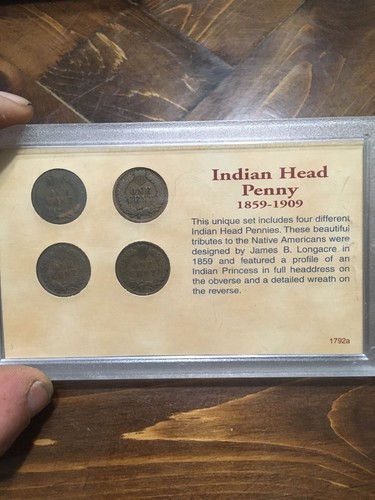 ONE
CENT
Indian Head
Penny
1859-1909
This unique set includes four different
Indian Head Pennies. These beautiful
tributes to the Native Americans were
designed by James B. Longacre in
1859 and featured a profile of an
Indian Princess in full headdress on
the obverse and a detailed wreath on
the reverse.
1792a